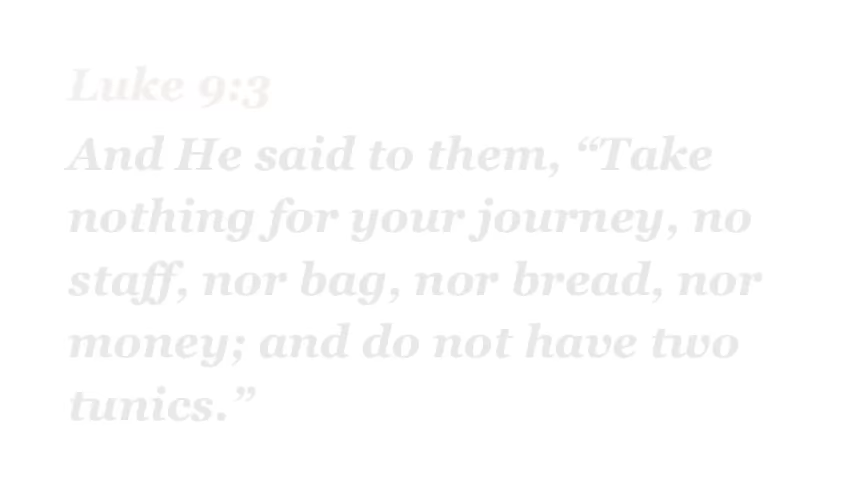 Luke 9:3
And He said to them, “Take
nothing for your journey, no
staff, nor bag, nor bread, nor
money; and do not have two
tunics.”